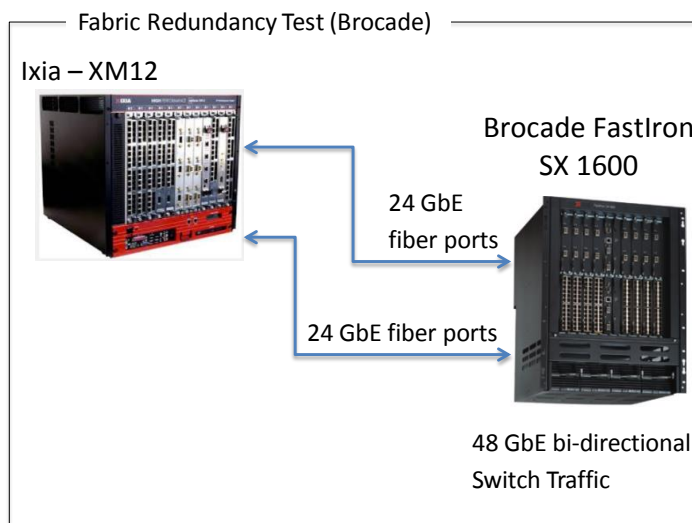 Fabric Redundancy Test (Brocade)
Ixia – XM12
Brocade FastIron
SX 1600
24 GbE
fiber ports
24 GbE fiber ports
48 GbE bi-directional
Switch Traffic